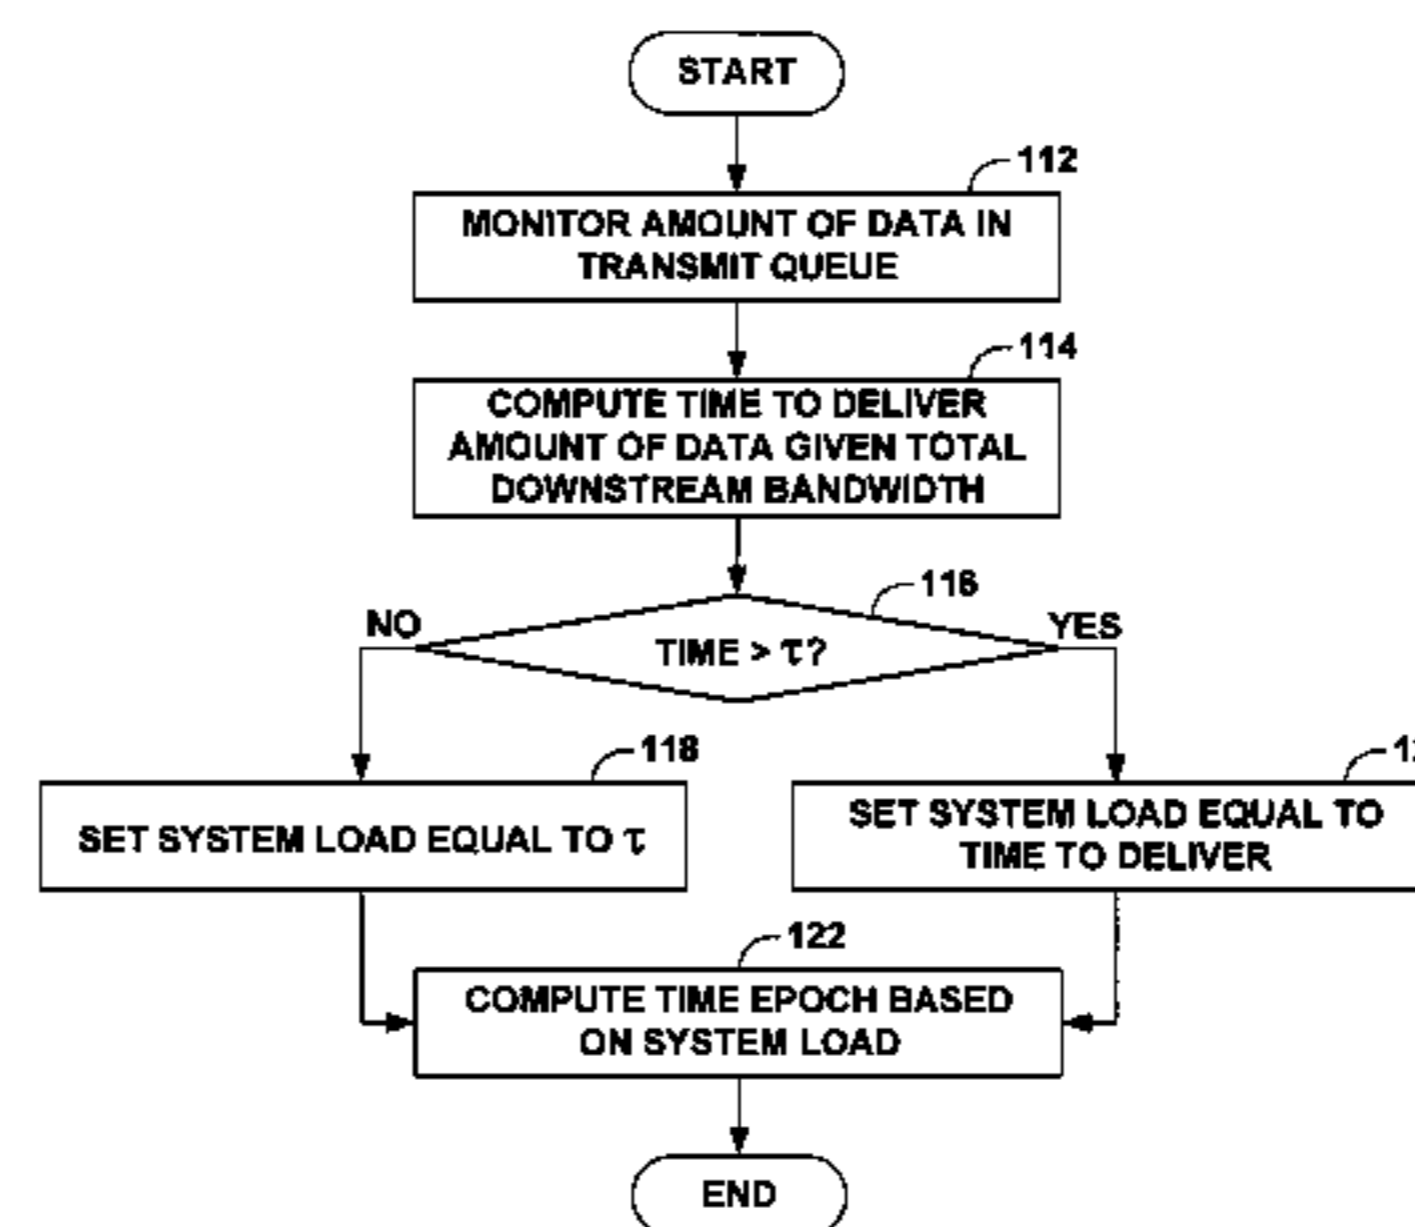 START
112
MONITOR AMOUNT OF DATA IN
TRANSMIT QUEUE
114
COMPUTE TIME TO DELIVER
AMOUNT OF DATA GIVEN TOTAL
DOWNSTREAM BANDWIDTH
116
NO
YES
TIME > τ?
118
SET SYSTEM LOAD EQUAL TO τ
SET SYSTEM LOAD EQUAL TO
TIME TO DELIVER
122
COMPUTE TIME EPOCH BASED
ON SYSTEM LOAD
END